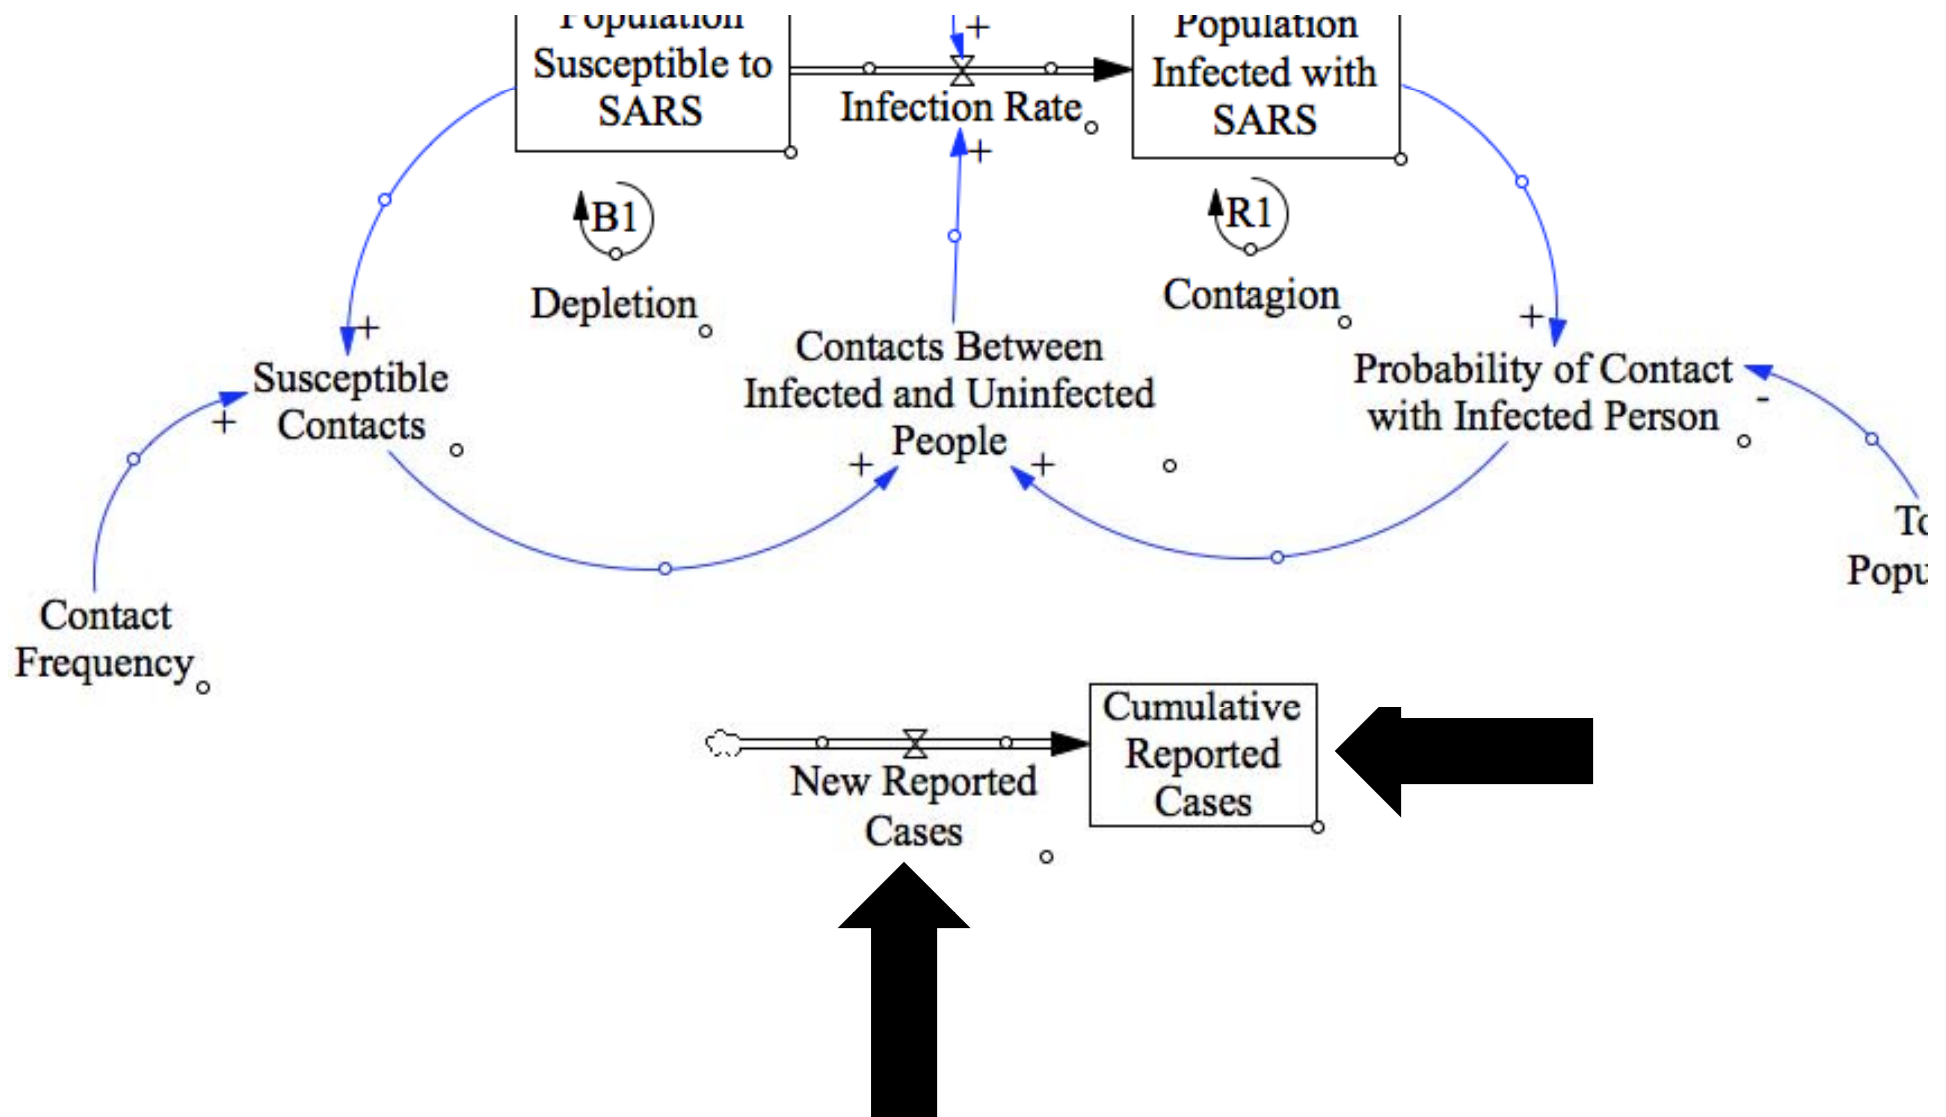 Population
Susceptible to
SARS
+
Infection Rate
+
Population
Infected with
SARS
B1
Depletion
R1
Contagion
+
Susceptible
Contacts
+
Contacts Between
Infected and Uninfected
People
+
+
+
Probability of Contact
with Infected Person
-
Contact
Frequency
New Reported
Cases
Cumulative
Reported
Cases